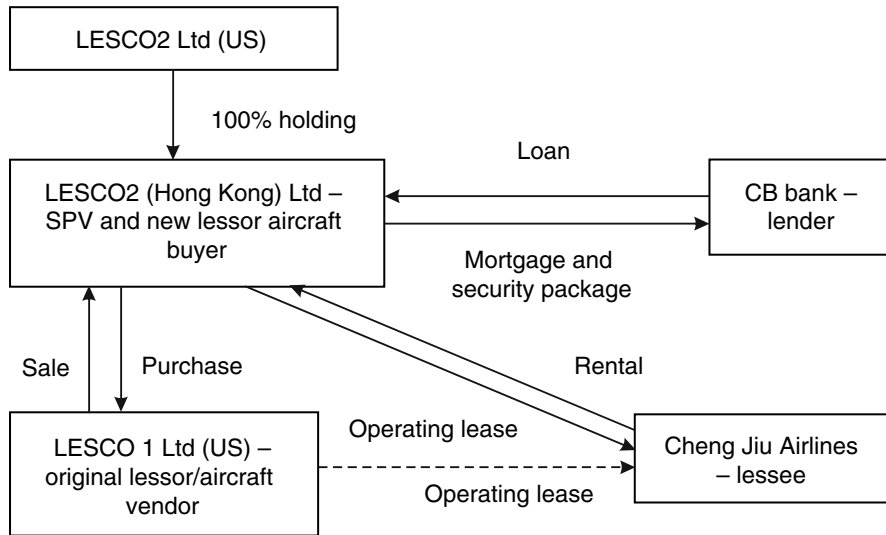 LESCO2 Ltd (US)
100% holding
Loan
LESCO2 (Hong Kong) Ltd –
SPV and new lessor aircraft
buyer
CB bank –
lender
Mortgage and
security package
Sale
Purchase
Rental
LESCO 1 Ltd (US) –
original lessor/aircraft
vendor
Operating lease
Operating lease
Cheng Jiu Airlines
– lessee